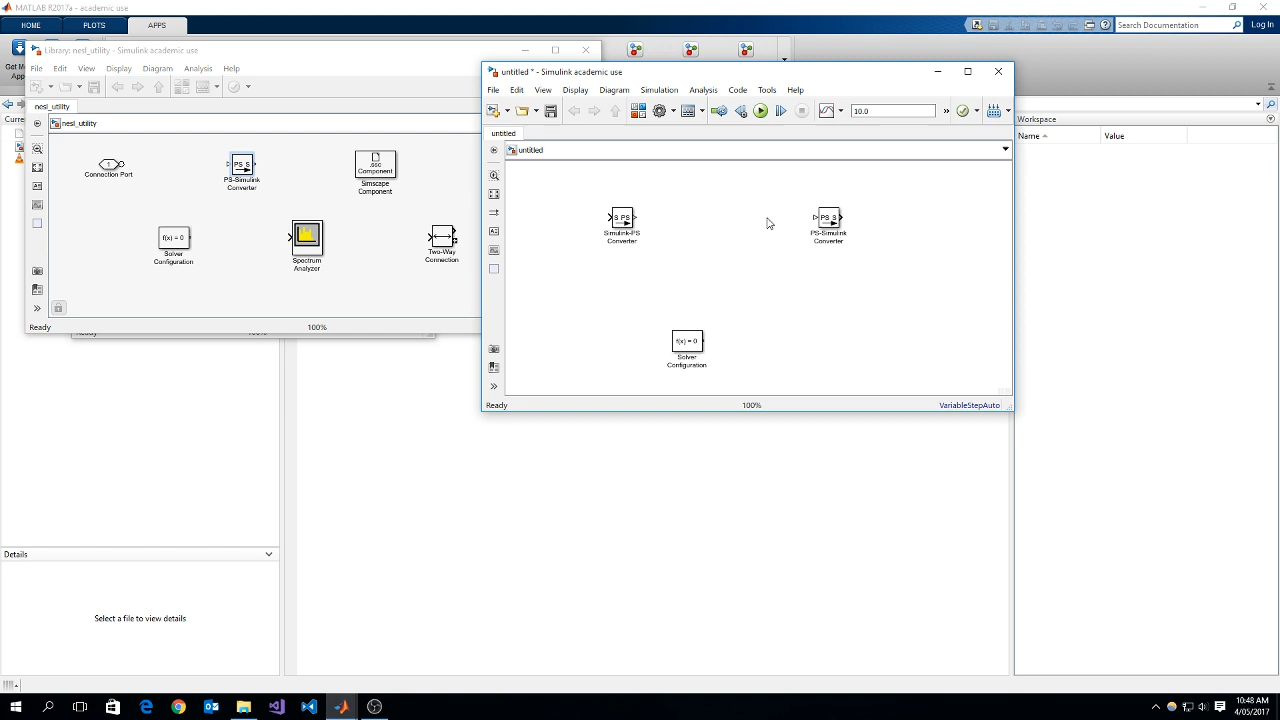 MATLAB R2017a - academic use
HOME
PLOTS
APPS
Search Documentation
Log In
Library: nesl_utility - Simulink academic use
File Edit View Display Diagram Analysis Help
nesl_utility
nesl_utility
1
Connection Port
PS S
PS-Simulink
Converter
.ssc
Component
Simscape
Component
f(x) = 0
Solver
Configuration
Spectrum
Analyzer
Two-Way
Connection
Ready
100%
untitled * - Simulink academic use
File Edit View Display Diagram Simulation Analysis Code Tools Help
10.0
untitled
untitled
S PS
Simulink-PS
Converter
PS S
PS-Simulink
Converter
f(x) = 0
Solver
Configuration
Ready
100%
VariableStepAuto
Workspace
Name
Value
Details
Select a file to view details
10:48 AM
4/05/2017